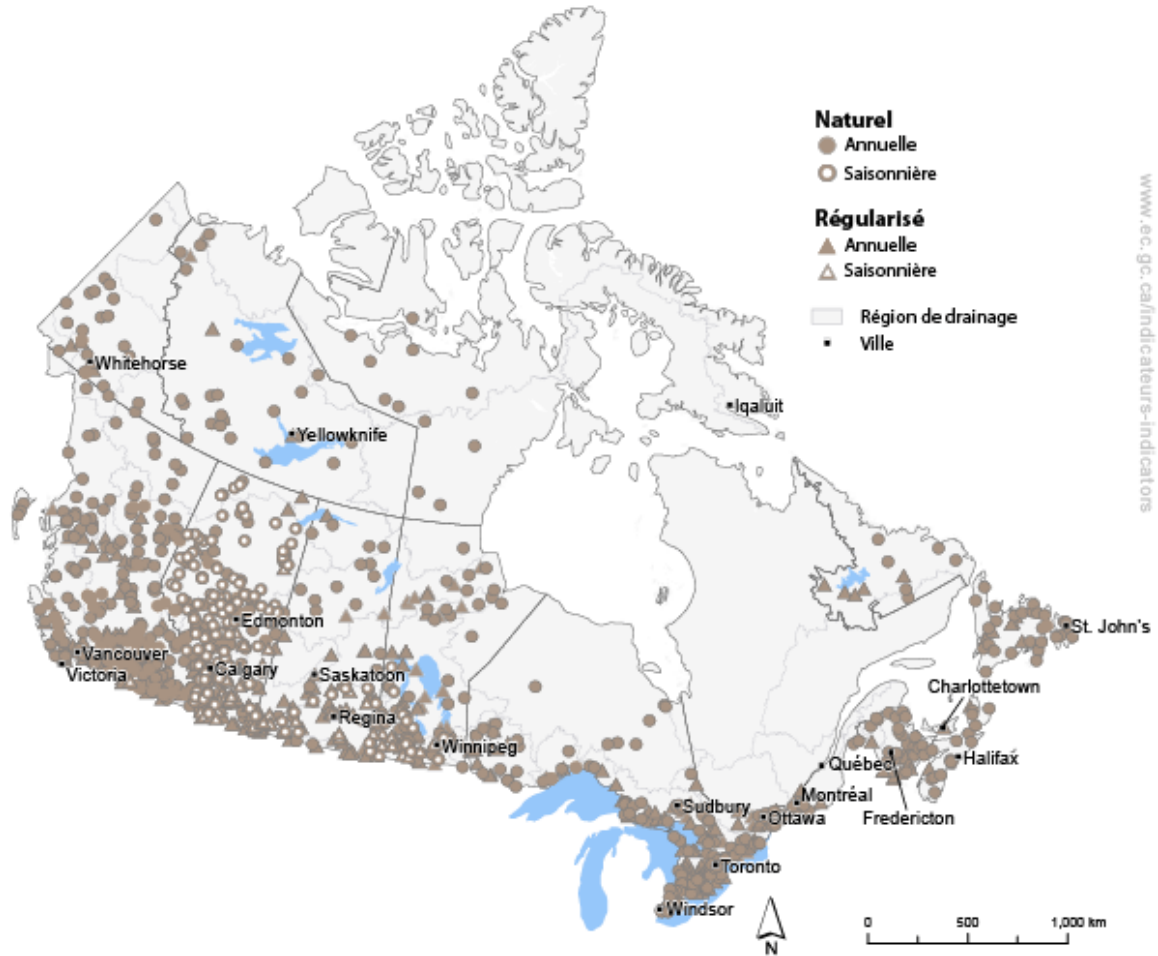 Naturel
Annuelle
Saisonnière
Régularisé
Annuelle
Saisonnière
Région de drainage
Ville
www.ec.gc.ca/indicateurs-indicators
Whitehorse
Iqaluit
Yellowknife
Edmonton
St. John's
Vancouver
Victoria
Calgary
Saskatoon
Charlottetown
Regina
Winnipeg
Québec
Halifax
Montréal
Sudbury
Ottawa
Fredericton
Toronto
Windsor
N
0 500 1,000 km